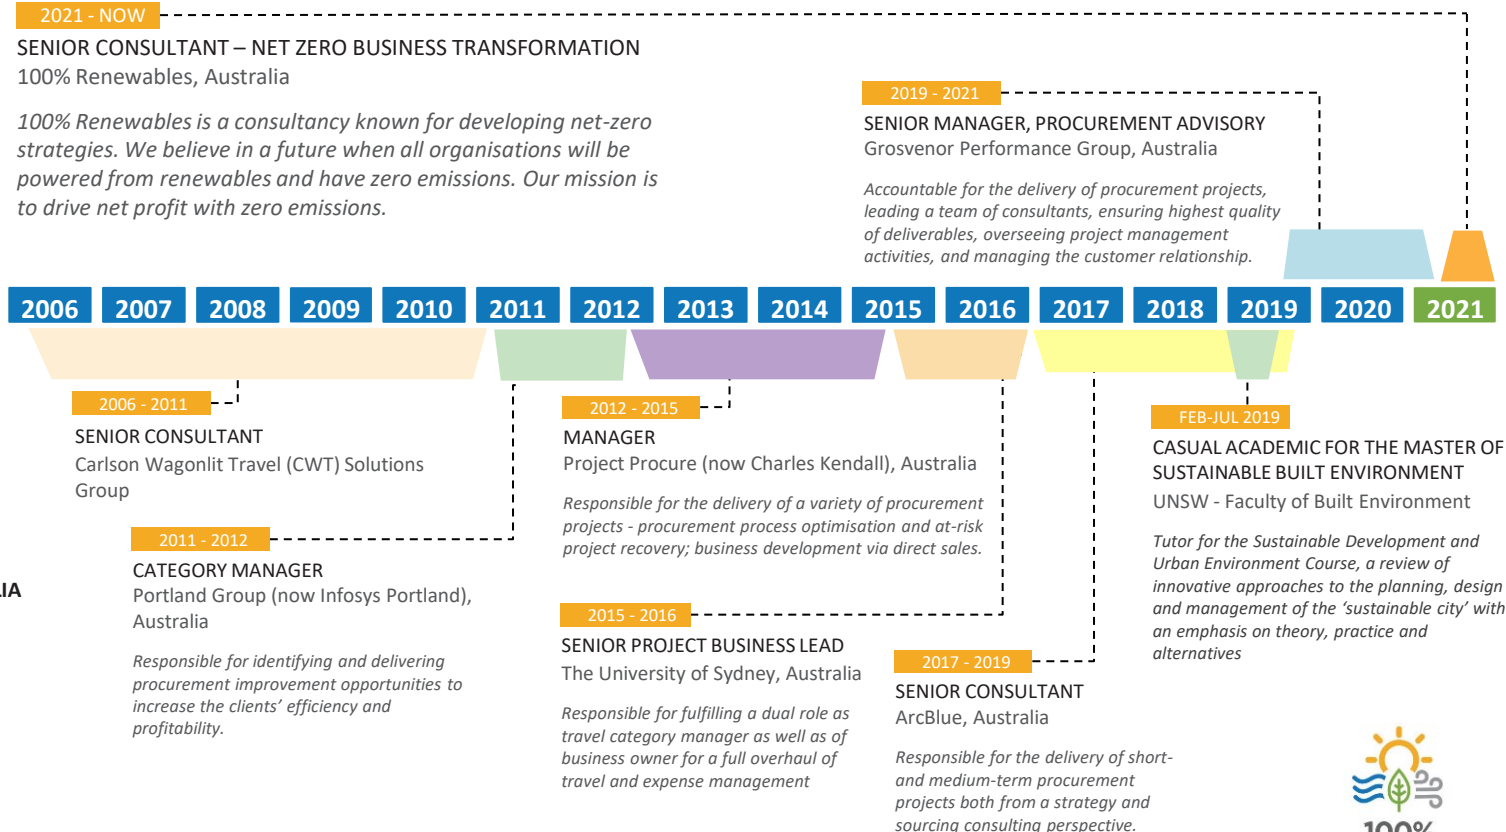 2021 - NOW
SENIOR CONSULTANT – NET ZERO BUSINESS TRANSFORMATION
100% Renewables, Australia
100% Renewables is a consultancy known for developing net-zero
strategies. We believe in a future when all organisations will be
powered from renewables and have zero emissions. Our mission is
to drive net profit with zero emissions.
2019 - 2021
SENIOR MANAGER, PROCUREMENT ADVISORY
Grosvenor Performance Group, Australia
Accountable for the delivery of procurement projects,
leading a team of consultants, ensuring highest quality
of deliverables, overseeing project management
activities, and managing the customer relationship.
2006 2007 2008 2009 2010 2011 2012 2013 2014 2015 2016 2017 2018 2019 2020 2021
2006 - 2011
SENIOR CONSULTANT
Carlson Wagonlit Travel (CWT) Solutions
Group
2011 - 2012
CATEGORY MANAGER
Portland Group (now Infosys Portland),
Australia
Responsible for identifying and delivering
procurement improvement opportunities to
increase the clients’ efficiency and
profitability.
LIA
2012 - 2015
MANAGER
Project Procure (now Charles Kendall), Australia
Responsible for the delivery of a variety of procurement
projects - procurement process optimisation and at-risk
project recovery; business development via direct sales.
2015 - 2016
SENIOR PROJECT BUSINESS LEAD
The University of Sydney, Australia
Responsible for fulfilling a dual role as
travel category manager as well as of
business owner for a full overhaul of
travel and expense management
2017 - 2019
SENIOR CONSULTANT
ArcBlue, Australia
Responsible for the delivery of short-
and medium-term procurement
projects both from a strategy and
sourcing consulting perspective.
FEB-JUL 2019
CASUAL ACADEMIC FOR THE MASTER OF
SUSTAINABLE BUILT ENVIRONMENT
UNSW - Faculty of Built Environment
Tutor for the Sustainable Development and
Urban Environment Course, a review of
innovative approaches to the planning, design
and management of the ‘sustainable city’ with
an emphasis on theory, practice and
alternatives
100%